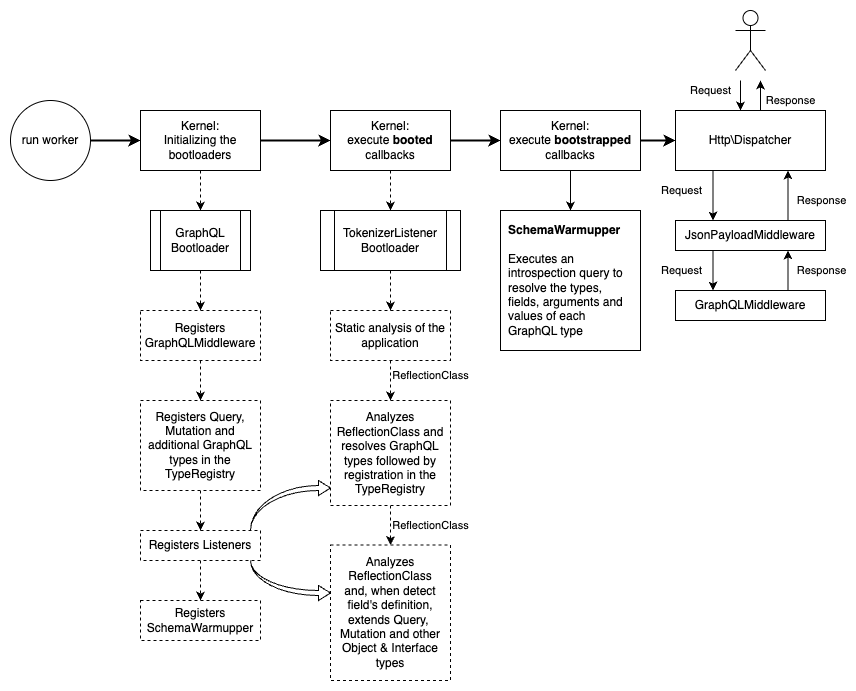 Request
Response
run worker
Kernel:
Initializing the
bootloaders
Kernel:
execute booted
callbacks
Kernel:
execute bootstrapped
callbacks
Http\Dispatcher
Request
Response
GraphQL
Bootloader
TokenizerListener
Bootloader
SchemaWarmupper
Executes an
introspection query to
resolve the types,
fields, arguments and
values of each
GraphQL type
JsonPayloadMiddleware
Request
Response
GraphQLMiddleware
Registers
GraphQLMiddleware
Static analysis of the
application
ReflectionClass
Registers Query,
Mutation and
additional GraphQL
types in the
TypeRegistry
Analyzes
ReflectionClass and
resolves GraphQL
types followed by
registration in the
TypeRegistry
ReflectionClass
Registers Listeners
Analyzes
ReflectionClass
and, when detect
field's definition,
extends Query,
Mutation and other
Object & Interface
types
Registers
SchemaWarmupper